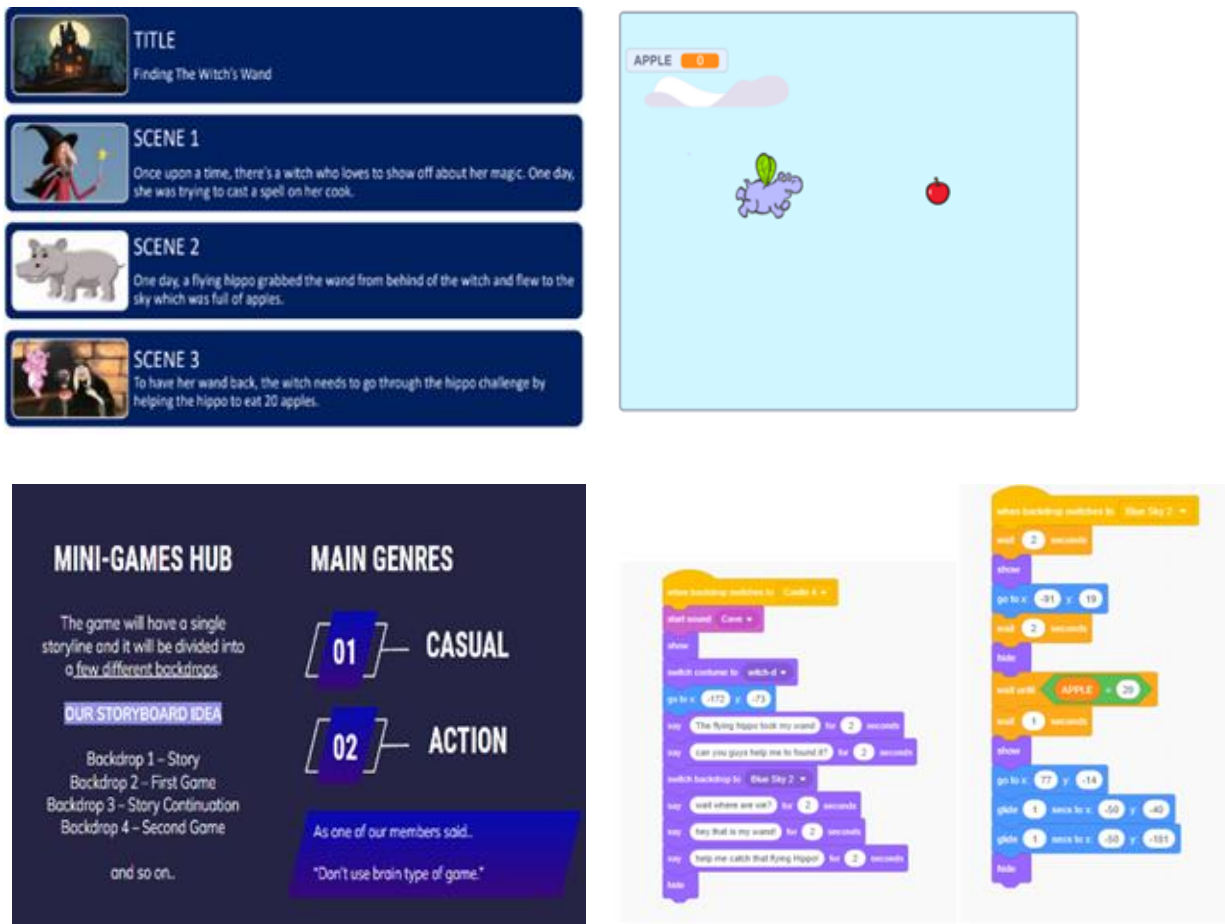 TITLE
Finding The Witch's Wand
SCENE 1
Once upon a time, there's a witch who loves to show off about her magic. One day,
she was trying to cast a spell on her cook.
SCENE 2
One day, a flying hippo grabbed the wand from behind of the witch and flew to the
sky which was full of apples.
SCENE 3
To have her wand back, the witch needs to go through the hippo challenge by
helping the hippo to eat 20 apples.
APPLE 0
MINI-GAMES HUB
The game will have a single
storyline and it will be divided into
a few different backdrops.
OUR STORYBOARD IDEA
Backdrop 1 – Story
Backdrop 2 – First Game
Backdrop 3 – Story Continuation
Backdrop 4 – Second Game
and so on..
MAIN GENRES
01 CASUAL
02 ACTION
As one of our members said..
"Don't use brain type of game."
when backdrop switches to Castle 4
start sound Cave
show
switch costume to witch-d
go to x: -172 y: -73
say The flying hippo took my wand for 2 seconds
say can you guys help me to found it? for 2 seconds
switch backdrop to Blue Sky 2
say wait where are we? for 2 seconds
say hey that is my wand! for 2 seconds
say help me catch that flying Hippo! for 2 seconds
hide
when backdrop switches to Blue Sky 2
wait 2 seconds
show
go to x: -91 y: 19
wait 2 seconds
hide
wait until APPLE = 20
wait 1 seconds
show
go to x: 77 y: -14
glide 1 secs to x: -50 y: -40
glide 1 secs to x: -50 y: -181
hide